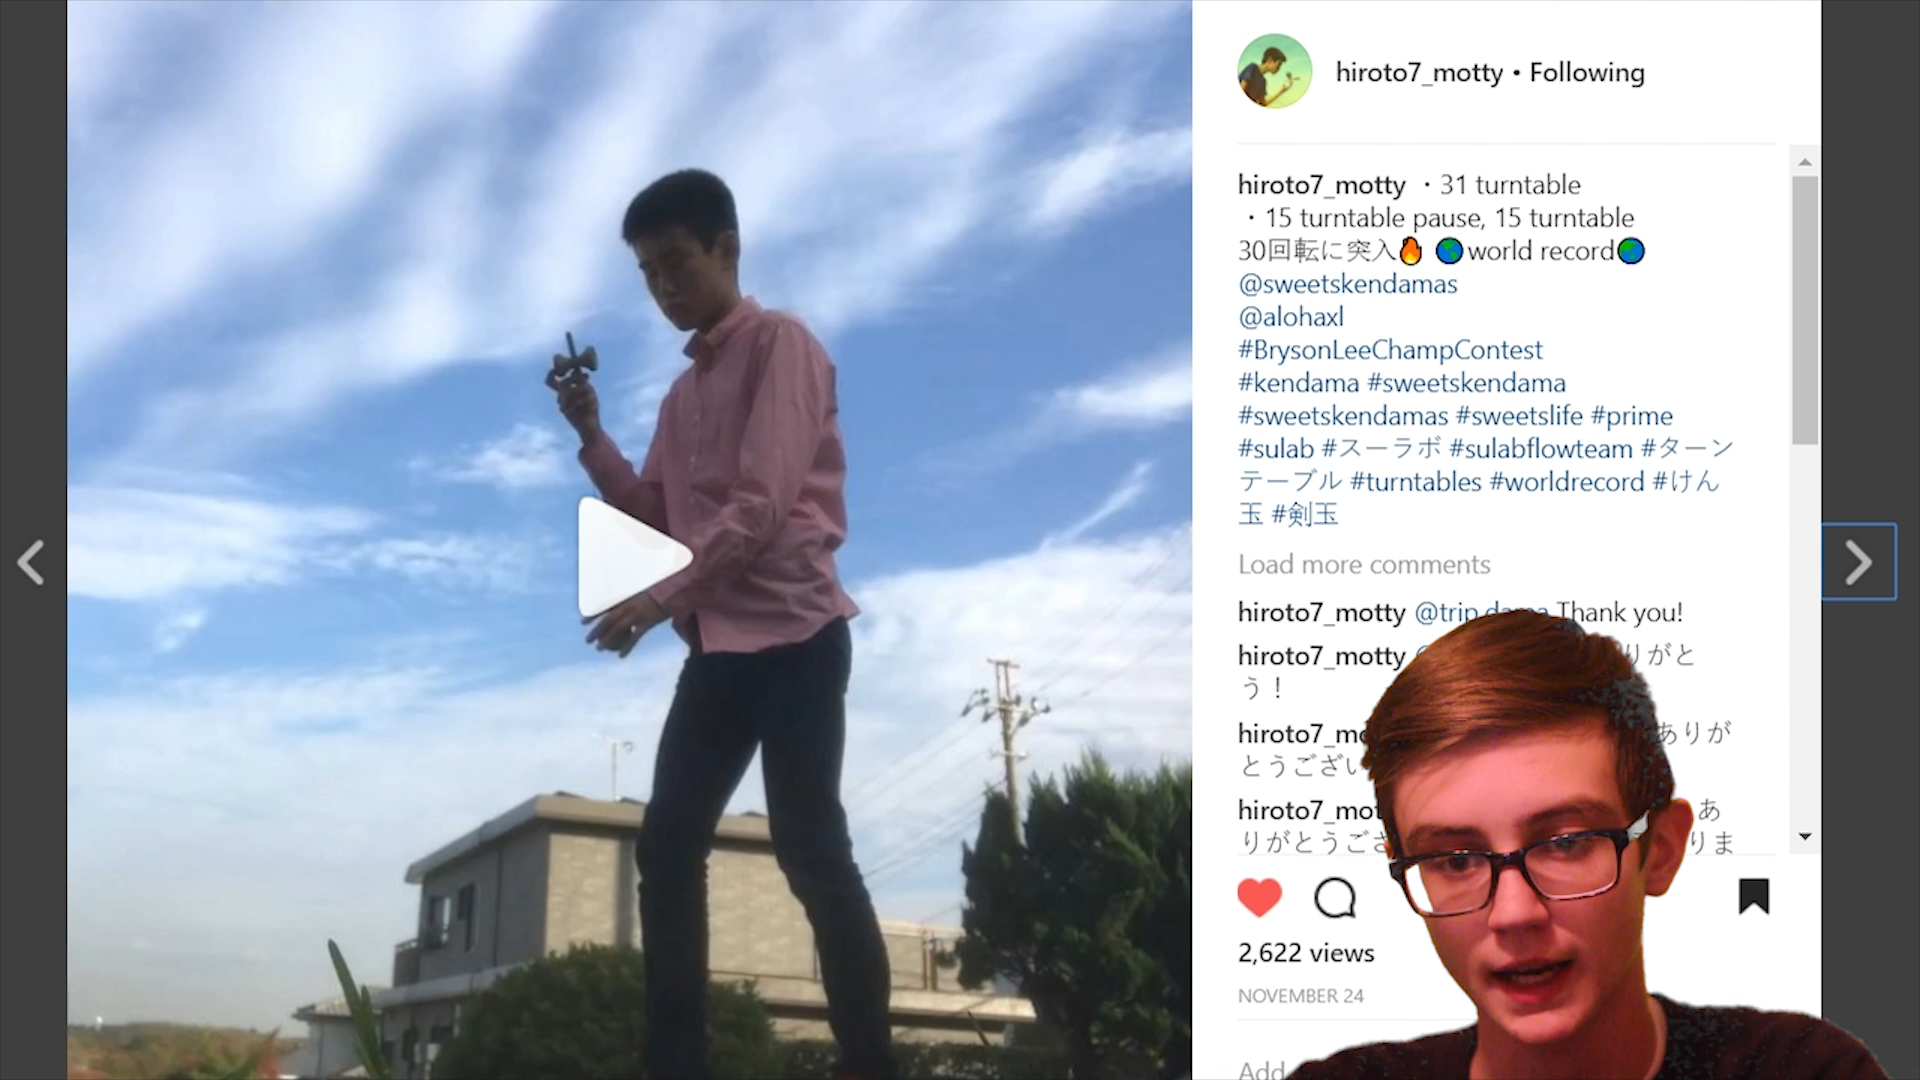 hiroto7_motty • Following
hiroto7_motty ・31 turntable
・15 turntable pause, 15 turntable
30回転に突入🔥 🌎world record🌎
@sweetskendamas
@alohaxl
#BrysonLeeChampContest
#kendama #sweetskendama
#sweetskendamas #sweetslife #prime
#sulab #スーラボ #sulabflowteam #ターン
テーブル #turntables #worldrecord #けん
玉 #剣玉
Load more comments
hiroto7_motty @trip Thank you!
hiroto7_motty りがと
う！
ありが
とうござい
あ
りがとうござ りま
2,622 views
NOVEMBER 24
Add